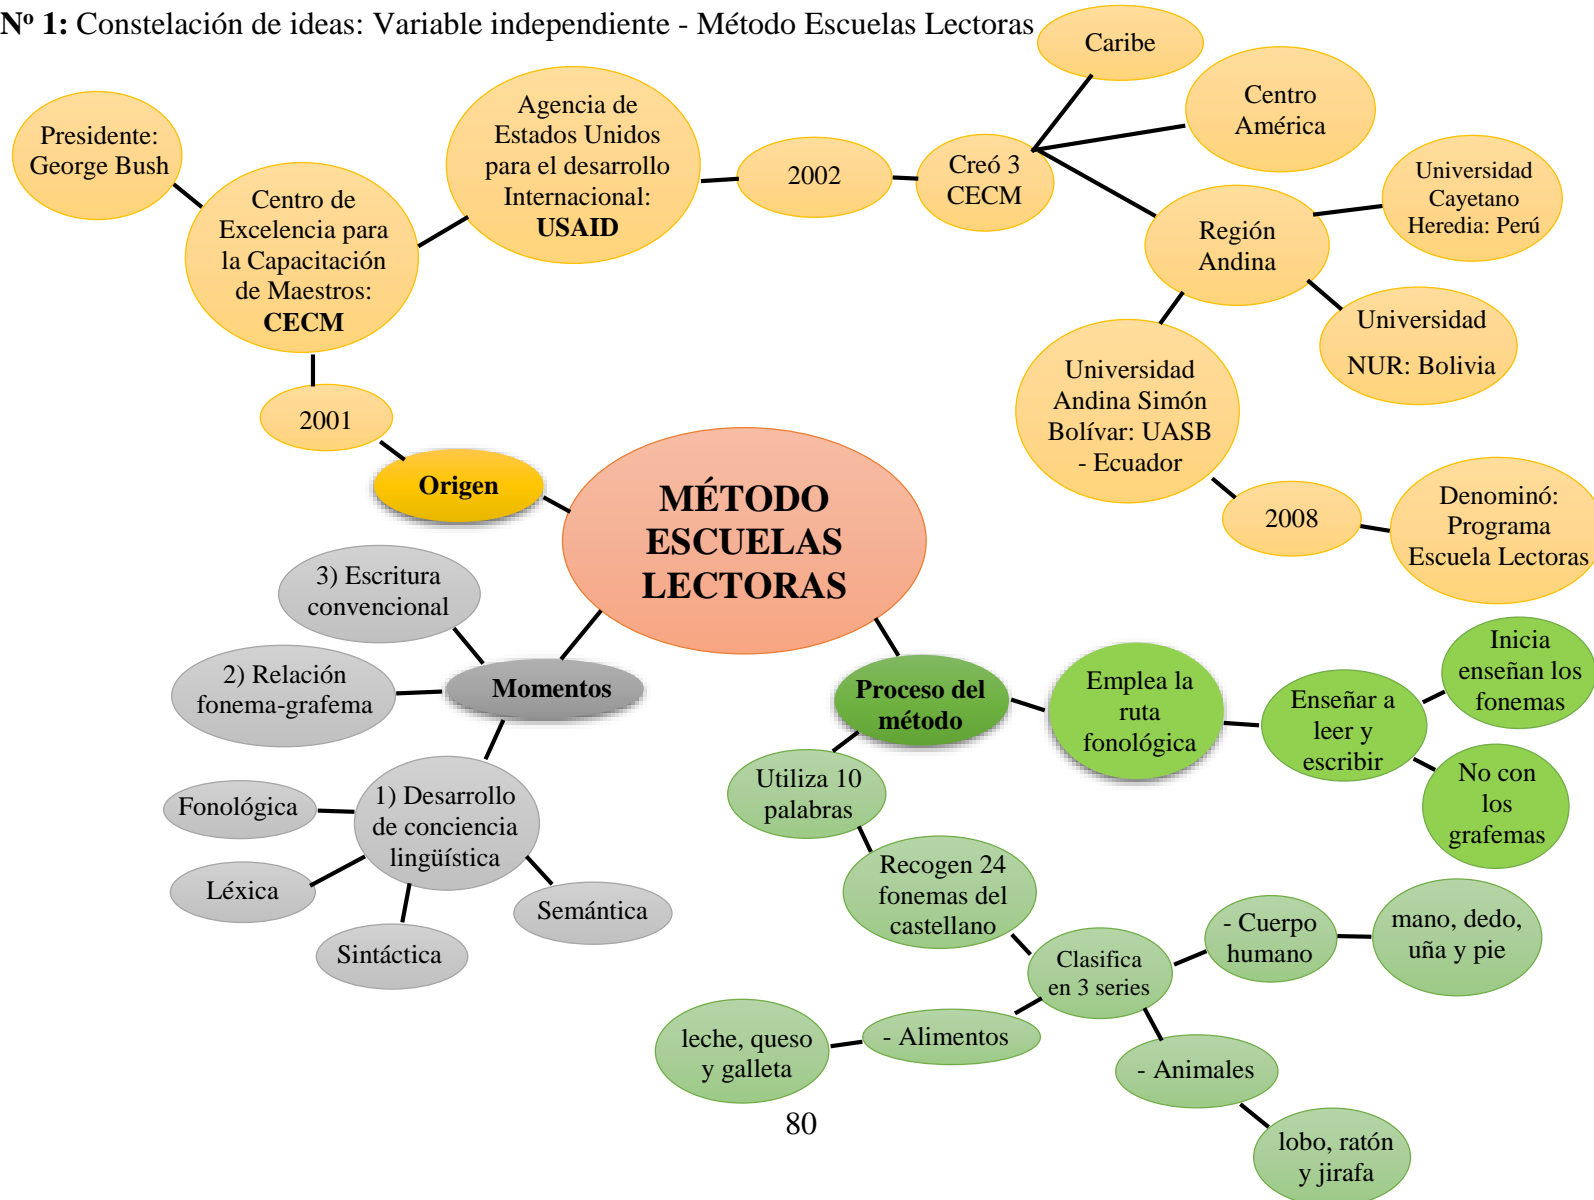 Nº 1: Constelación de ideas: Variable independiente - Método Escuelas Lectoras
Caribe
Centro
América
Agencia de
Estados Unidos
para el desarrollo
Internacional:
USAID
Presidente:
George Bush
2002
Creó 3
CECM
Universidad
Cayetano
Heredia: Perú
Centro de
Excelencia para
la Capacitación
de Maestros:
CECM
Región
Andina
Universidad
NUR: Bolivia
2001
Universidad
Andina Simón
Bolívar: UASB
- Ecuador
Origen
MÉTODO
ESCUELAS
LECTORAS
2008
Denominó:
Programa
Escuela Lectoras
3) Escritura
convencional
2) Relación
fonema-grafema
Momentos
Proceso del
método
Emplea la
ruta
fonológica
Enseñar a
leer y
escribir
Inicia
enseñan los
fonemas
No con
los
grafemas
Utiliza 10
palabras
Fonológica
1) Desarrollo
de conciencia
lingüística
Léxica
Sintáctica
Semántica
Recogen 24
fonemas del
castellano
Clasifica
en 3 series
- Cuerpo
humano
mano, dedo,
uña y pie
leche, queso
y galleta
- Alimentos
- Animales
lobo, ratón
y jirafa
80